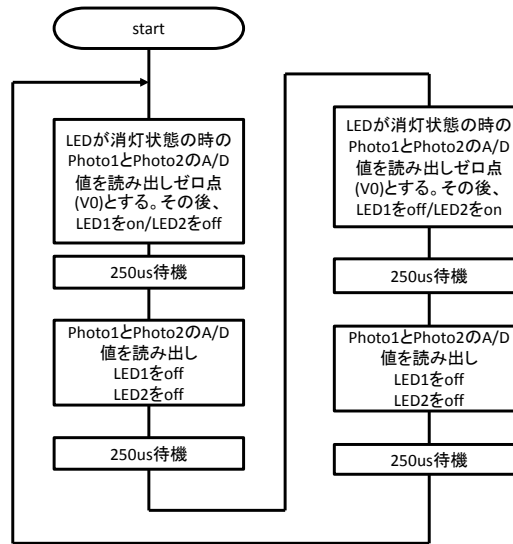 start
LEDが消灯状態の時の
Photo1とPhoto2のA/D
値を読み出しゼロ点
(V0)とする。その後、
LED1をon/LED2をoff
250us待機
Photo1とPhoto2のA/D
値を読み出し
LED1をoff
LED2をoff
250us待機
LEDが消灯状態の時の
Photo1とPhoto2のA/D
値を読み出しゼロ点
(V0)とする。その後、
LED1をoff/LED2をon
250us待機
Photo1とPhoto2のA/D
値を読み出し
LED1をoff
LED2をoff
250us待機